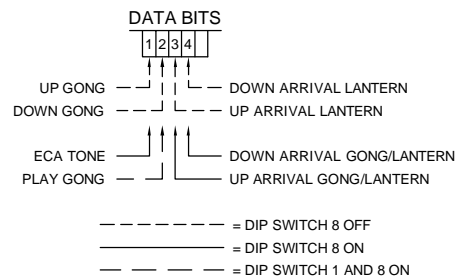 DATA BITS
1 2 3 4
UP GONG DOWN ARRIVAL LANTERN
DOWN GONG UP ARRIVAL LANTERN
ECA TONE DOWN ARRIVAL GONG/LANTERN
PLAY GONG UP ARRIVAL GONG/LANTERN
= DIP SWITCH 8 OFF
= DIP SWITCH 8 ON
= DIP SWITCH 1 AND 8 ON